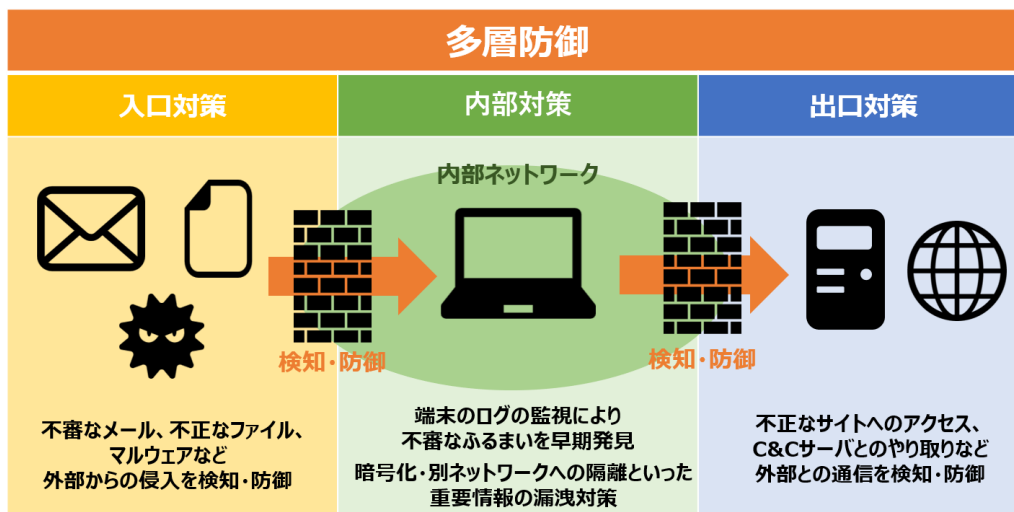 多層防御
入口対策
内部対策
出口対策
内部ネットワーク
検知・防御
検知・防御
不審なメール、不正なファイル、
マルウェアなど
外部からの侵入を検知・防御
端末のログの監視により
不審なふるまいを早期発見
暗号化・別ネットワークへの隔離といった
重要情報の漏洩対策
不正なサイトへのアクセス、
C&Cサーバとのやり取りなど
外部との通信を検知・防御